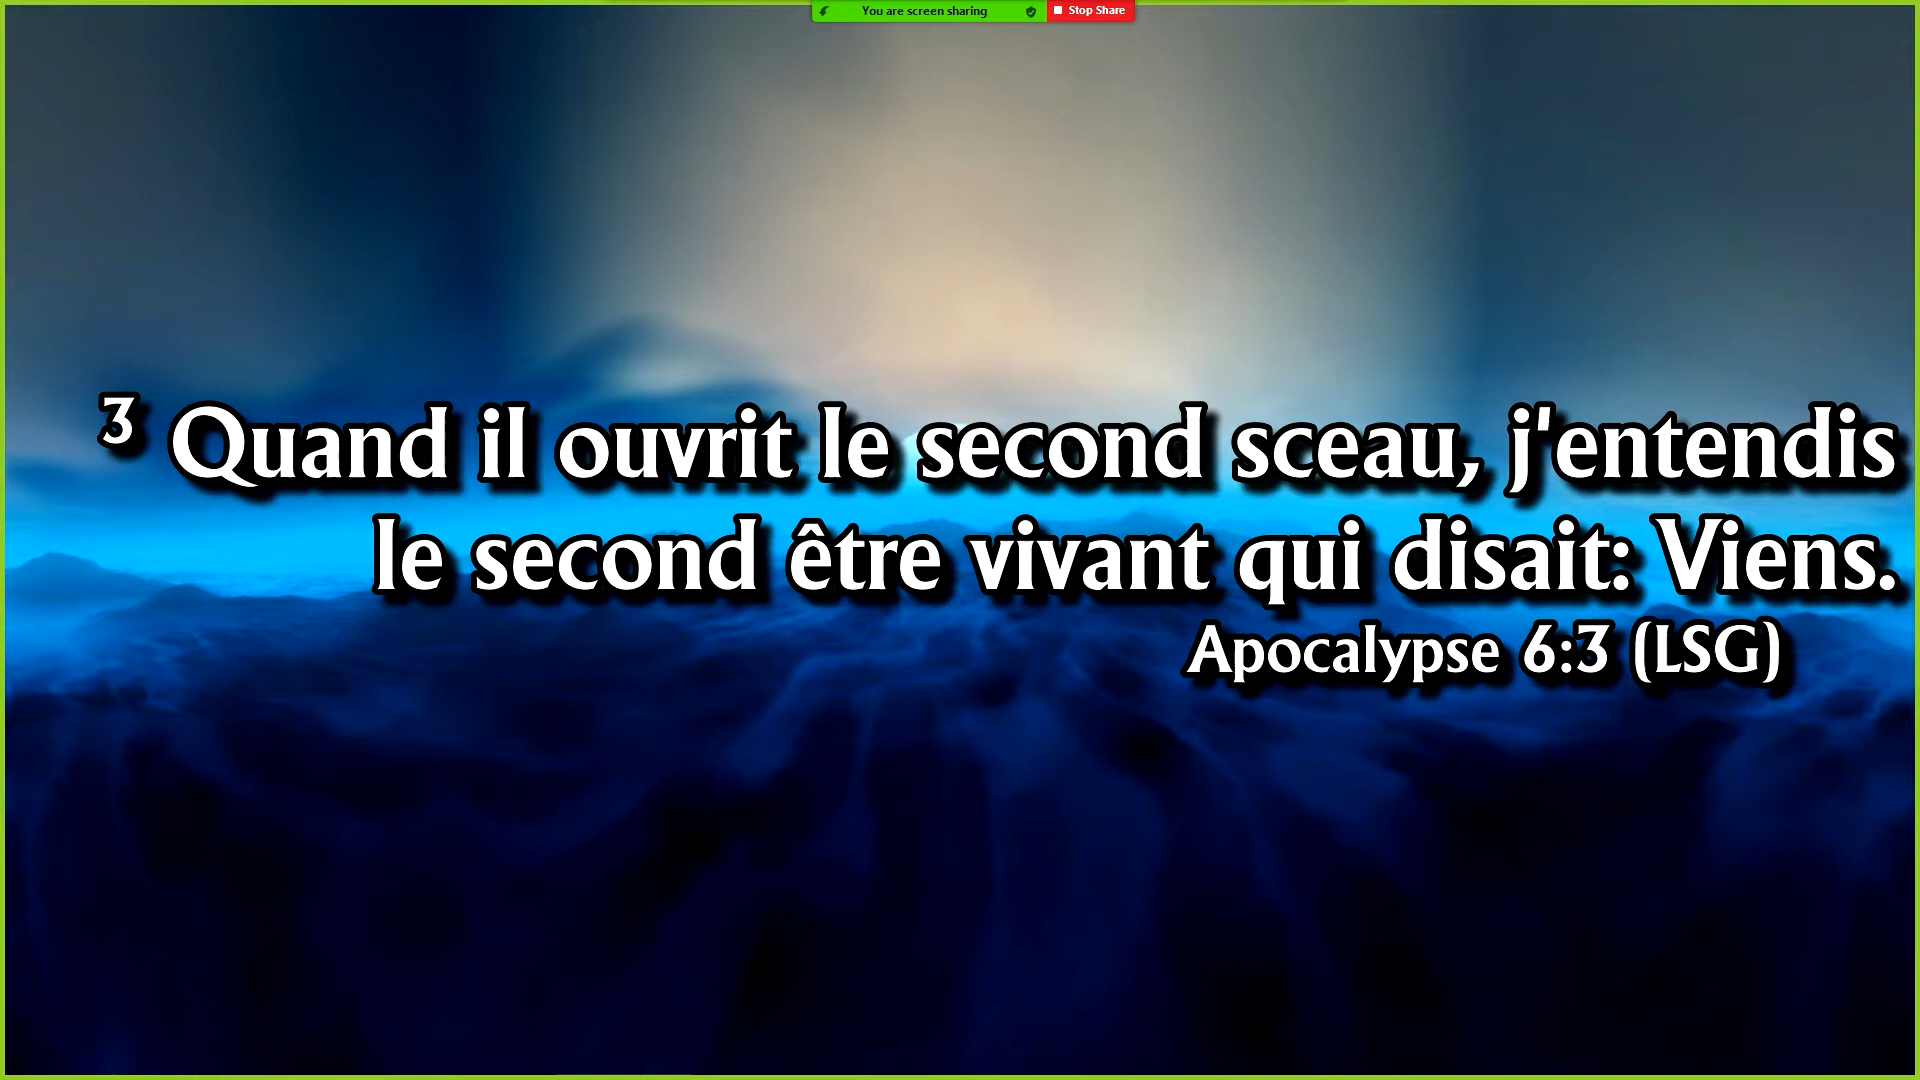 You are screen sharing
Stop Share
3 Quand il ouvrit le second sceau, j'entendis
le second être vivant qui disait: Viens.
Apocalypse 6:3 (LSG)